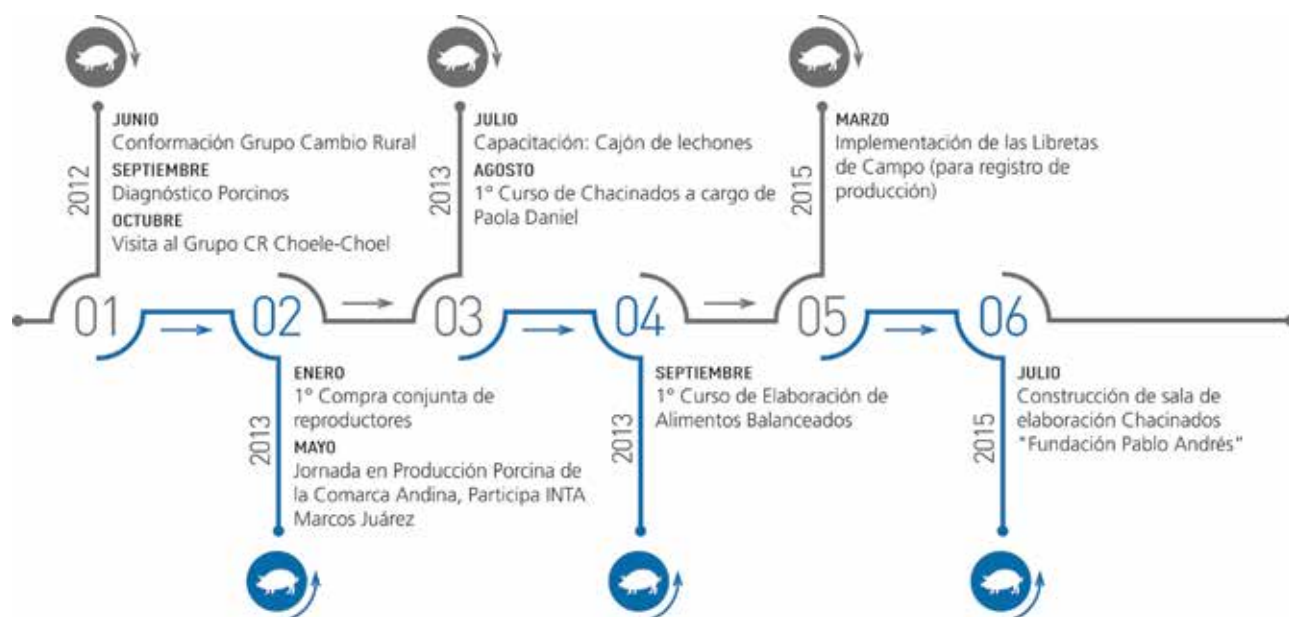 2012
JUNIO
Conformación Grupo Cambio Rural
SEPTIEMBRE
Diagnóstico Porcinos
OCTUBRE
Visita al Grupo CR Choele-Choel
01
02
2013
ENERO
1º Compra conjunta de
reproductores
MAYO
Jornada en Producción Porcina de
la Comarca Andina, Participa INTA
Marcos Juárez
2013
JULIO
Capacitación: Cajón de lechones
AGOSTO
1º Curso de Chacinados a cargo de
Paola Daniel
03
04
2013
SEPTIEMBRE
1º Curso de Elaboración de
Alimentos Balanceados
2015
MARZO
Implementación de las Libretas
de Campo (para registro de
producción)
05
06
2015
JULIO
Construcción de sala de
elaboración Chacinados
"Fundación Pablo Andrés"